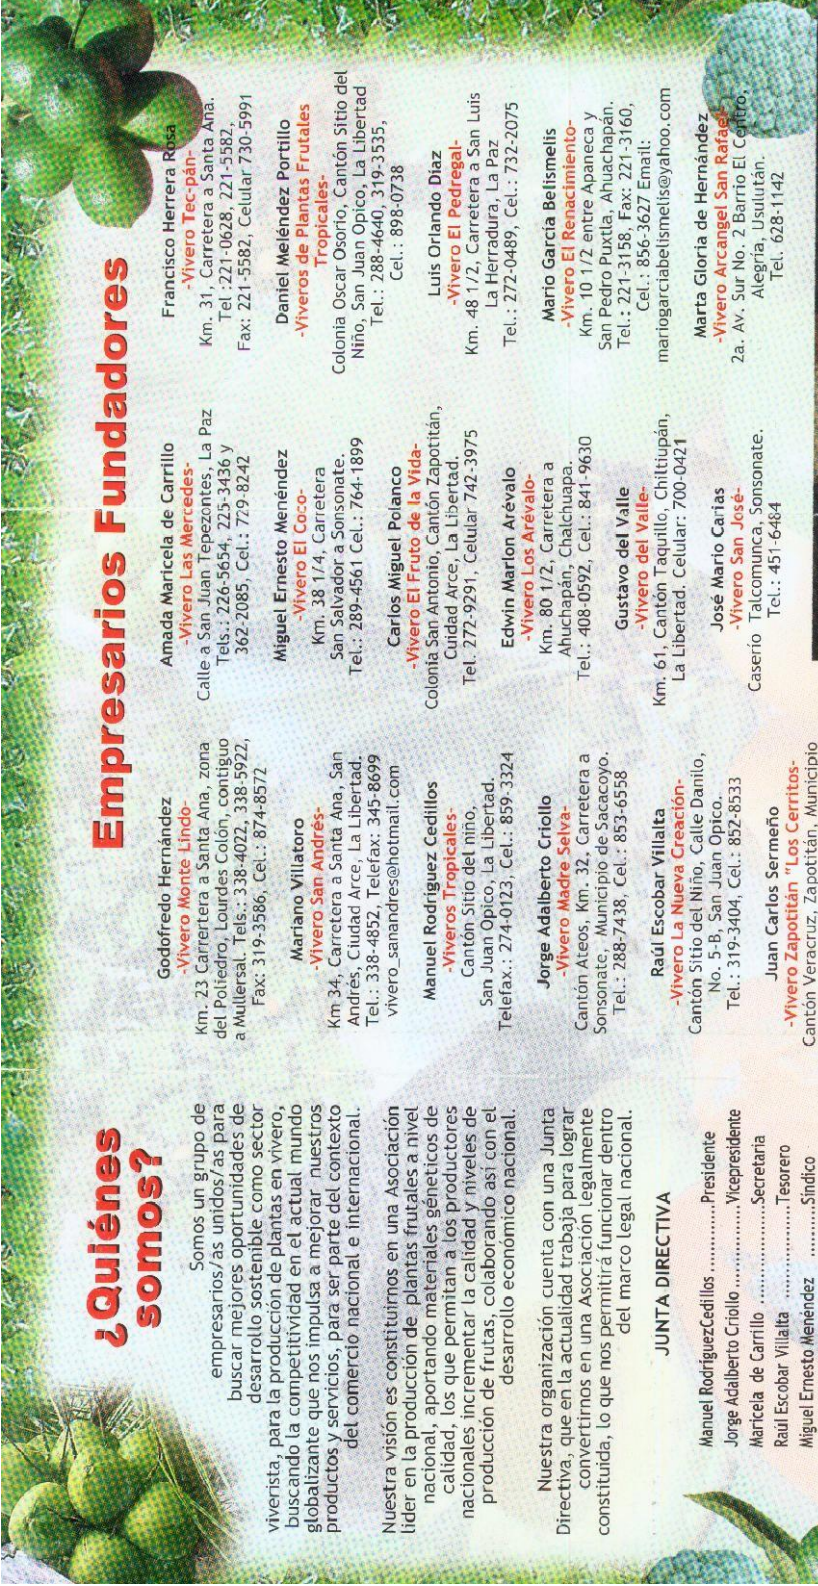 ¿Quiénes
somos?
Somos un grupo de
empresarios/as unidos/as para
buscar mejores oportunidades de
desarrollo sostenible como sector
viverista, para la producción de plantas en vivero,
buscando la competitividad en el actual mundo
globalizante que nos impulsa a mejorar nuestros
productos y servicios, para ser parte del contexto
del comercio nacional e internacional.
Nuestra visión es constituirnos en una Asociación
líder en la producción de plantas frutales a nivel
nacional, aportando materiales géneticos de
calidad, los que permitan a los productores
nacionales incrementar la calidad y niveles de
producción de frutas, colaborando así con el
desarrollo económico nacional.
Nuestra organización cuenta con una Junta
Directiva, que en la actualidad trabaja para lograr
convertirnos en una Asociación legalmente
constituida, lo que nos permitirá funcionar dentro
del marco legal nacional.
JUNTA DIRECTIVA
Manuel RodríguezCedillos .............Presidente
Jorge Adalberto Criollo ..................Vicepresidente
Maricela de Carrillo ....................Secretaria
Raúl Escobar Villalta ..................Tesorero
Miguel Ernesto Menéndez ..........Síndico
Empresarios Fundadores
Godofredo Hernández
-Vivero Monte Lindo-
Km. 23 Carrertera a Santa Ana, zona
del Poliedro, Lourdes Colón, contiguo
a Mullersal. Tels.: 338-4022, 338-5922,
Fax: 319-3586, Cel.: 874-8572
Mariano Villatoro
-Vivero San Andrés-
Km 34, Carretera a Santa Ana, San
Andrés, Ciudad Arce, La Libertad.
Tel.: 338-4852, Telefax: 345-8699
vivero_sanandres@hotmail.com
Manuel Rodríguez Cedillos
-Viveros Tropicales-
Cantón Sitio del niño,
San Juan Opico, La Libertad.
Telefax.: 274-0123, Cel.: 859-3324
Jorge Adalberto Criollo
-Vivero Madre Selva-
Cantón Ateos, Km. 32, Carretera a
Sonsonate, Municipio de Sacacoyo.
Tel.: 288-7438, Cel.: 853-6558
Raúl Escobar Villalta
-Vivero La Nueva Creación-
Cantón Sitio del Niño, Calle Danilo,
No. 5-B, San Juan Opico.
Tel.: 319-3404, Cel.: 852-8533
Juan Carlos Sermeño
-Vivero Zapotitán "Los Cerritos-
Cantón Veracruz, Zapotitán, Municipio
Amada Maricela de Carrillo
-Vivero Las Mercedes-
Calle a San Juan Tepezontes, La Paz
Tels.: 226-5654, 225-3436 y
362-2085, Cel.: 729-8242
Miguel Ernesto Menéndez
-Vivero El Coco-
Km. 38 1/4, Carretera
San Salvador a Sonsonate.
Tel.: 289-4561 Cel.: 764-1899
Carlos Miguel Polanco
-Vivero El Fruto de la Vida-
Colonia San Antonio, Cantón Zapotitán,
Cuidad Arce, La Libertad.
Tel. 272-9291, Celular 742-3975
Edwin Marlon Arévalo
-Vivero Los Arévalo-
Km. 80 1/2, Carretera a
Ahuchapán, Chalchuapa.
Tel.: 408-0592, Cel.: 841-9630
Gustavo del Valle
-Vivero del Valle-
Km. 61, Cantón Taquillo, Chiltiupán,
La Libertad. Celular: 700-0421
José Mario Carias
-Vivero San José-
Caserío Talcomunca, Sonsonate.
Tel.: 451-6484
Francisco Herrera Rosa
-Vivero Tec-pán-
Km. 31, Carretera a Santa Ana.
Tel :221-0628, 221-5582,
Fax: 221-5582, Celular 730-5991
Daniel Meléndez Portillo
-Viveros de Plantas Frutales
Tropicales-
Colonia Oscar Osorio, Cantón Sitio del
Niño, San Juan Opico, La Libertad
Tel.: 288-4640, 319-3535,
Cel.: 898-0738
Luis Orlando Díaz
-Vivero El Pedregal-
Km. 48 1/2, Carretera a San Luis
La Herradura, La Paz
Tel.: 272-0489, Cel.: 732-2075
Mario García Belismelis
-Vivero El Renacimiento-
Km. 10 1/2 entre Apaneca y
San Pedro Puxtla, Ahuachapán.
Tel.: 221-3158, Fax: 221-3160,
Cel.: 856-3627 Email:
mariogarciabelismelis@yahoo.com
Marta Gloria de Hernández
-Vivero Arcangel San Rafael-
2a. Av. Sur No. 2 Barrio El Centro,
Alegría, Usulután.
Tel. 628-1142